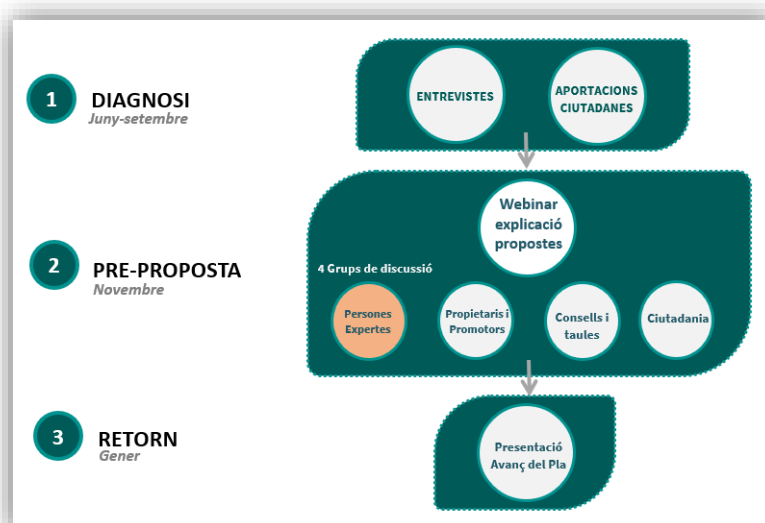 1
DIAGNOSI
Juny-setembre
ENTREVISTES
APORTACIONS
CIUTADANES
2
PRE-PROPOSTA
Novembre
Webinar
explicació
propostes
4 Grups de discussió
Persones
Expertes
Propietaris i
Promotors
Consells i
taules
Ciutadania
3
RETORN
Gener
Presentació
Avanç del Pla